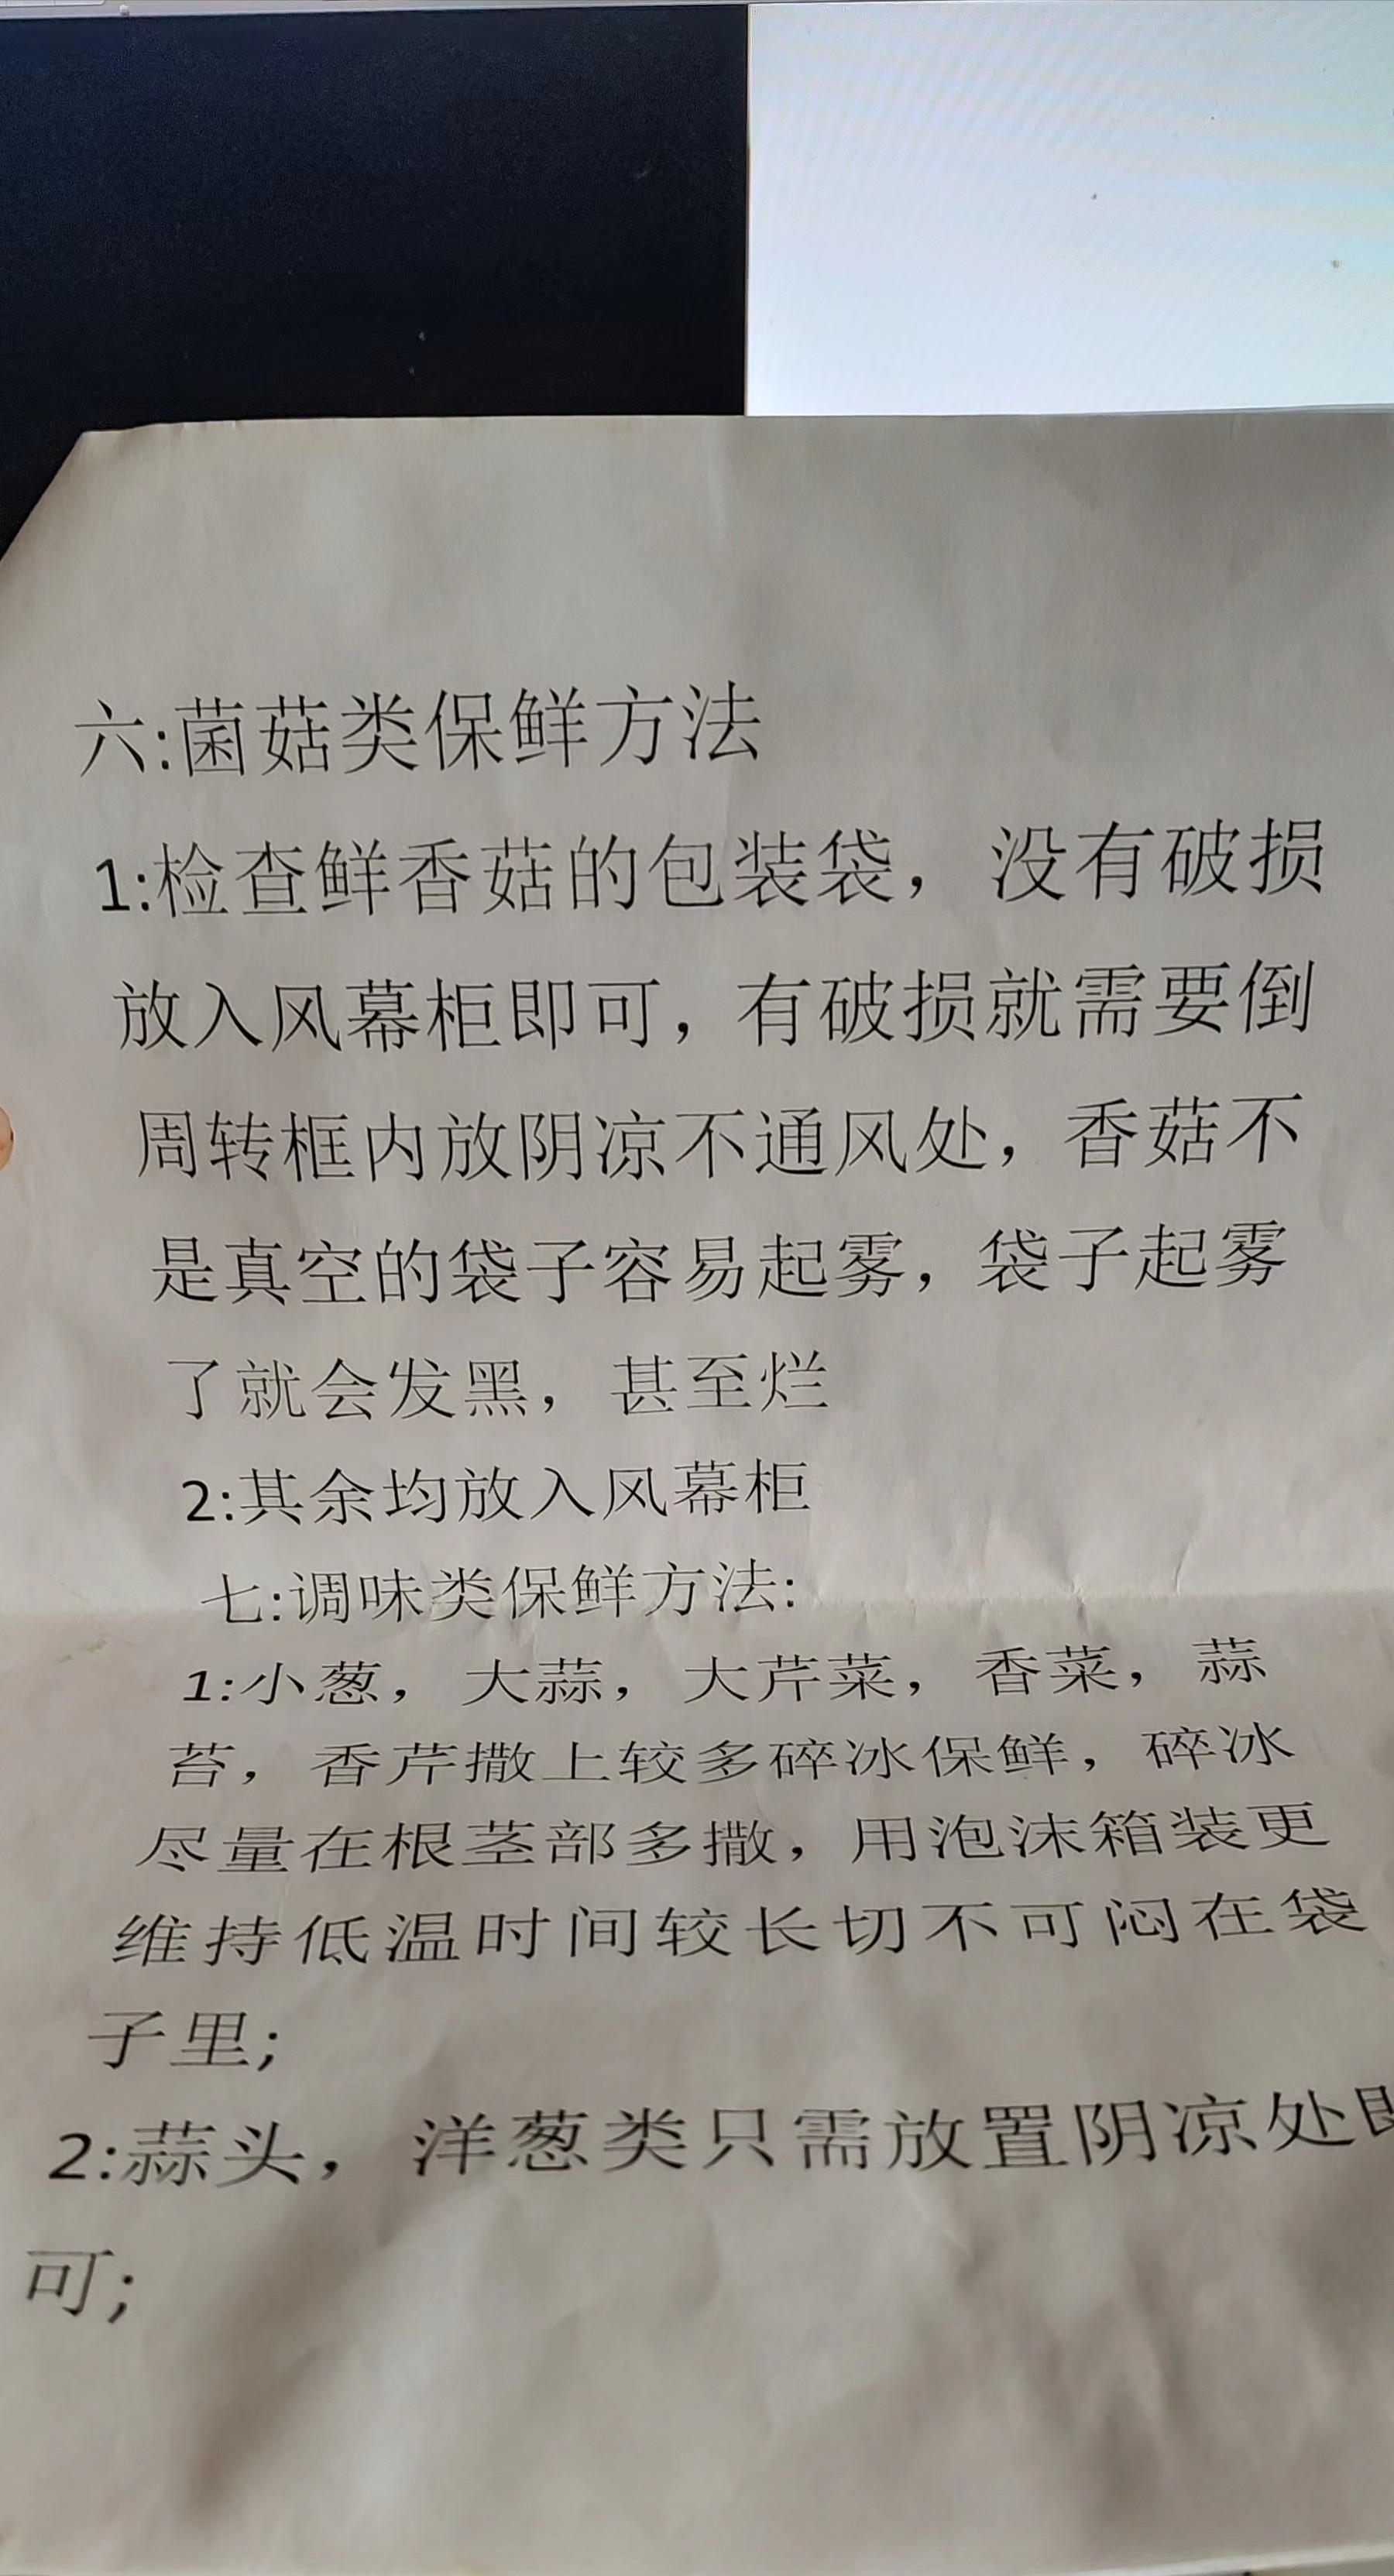 六:菌菇类保鲜方法
1:检查鲜香菇的包装袋，没有破损
放入风幕柜即可，有破损就需要倒
周转框内放阴凉不通风处，香菇不
是真空的袋子容易起雾，袋子起雾
了就会发黑，甚至烂
2:其余均放入风幕柜
七:调味类保鲜方法:
1:小葱，大蒜，大芹菜，香菜，蒜
苔，香芹撒上较多碎冰保鲜，碎冰
尽量在根茎部多撒，用泡沫箱装更
维持低温时间较长切不可闷在袋
子里;
2:蒜头，洋葱类只需放置阴凉处即
可;